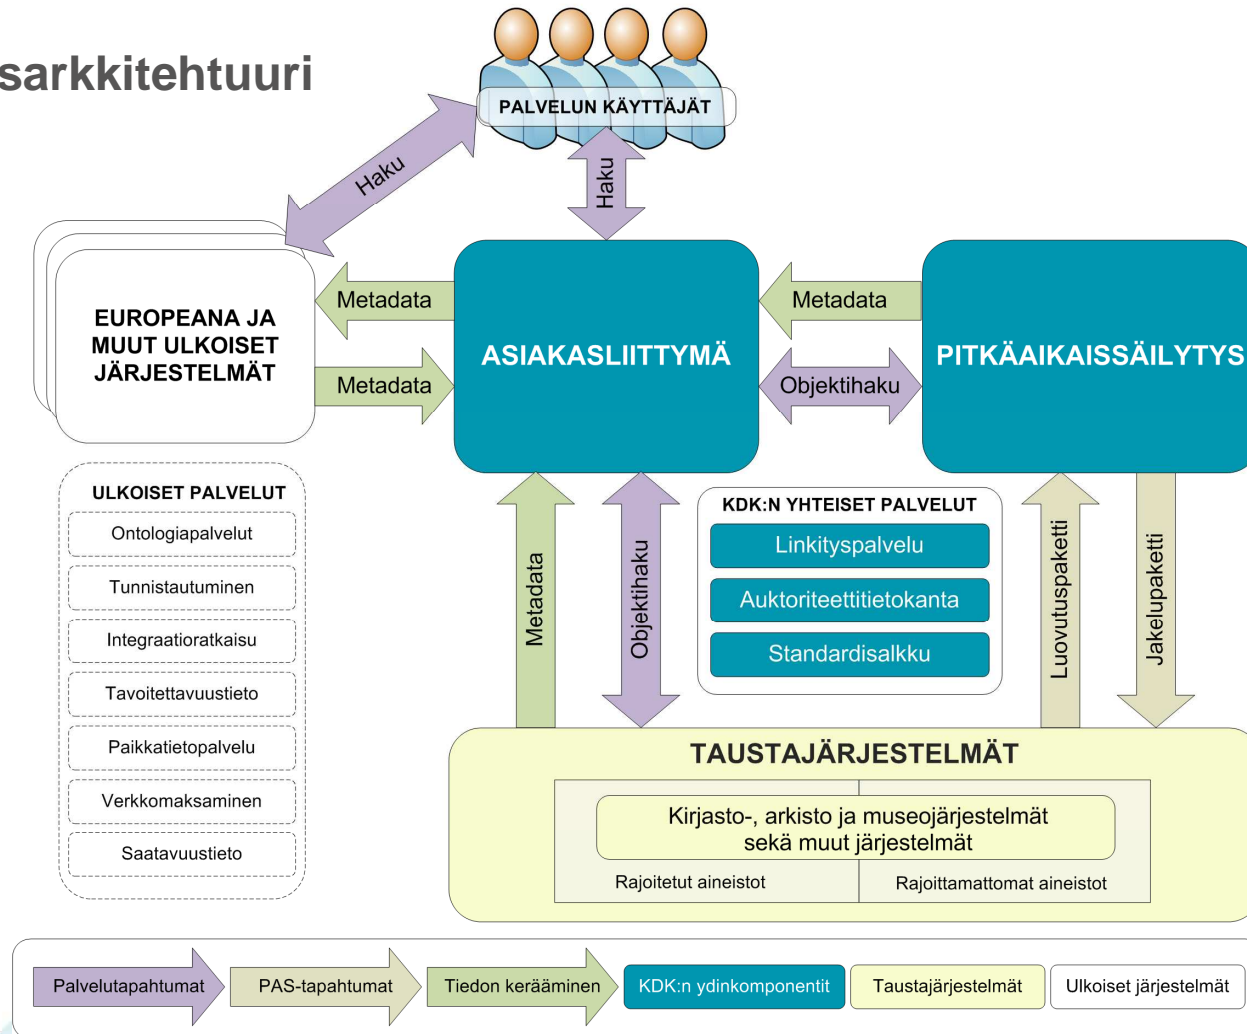 sarkkitehtuuri
PALVELUN KÄYTTÄJÄT
Haku
Haku
EUROPEANA JA
MUUT ULKOISET
JÄRJESTELMÄT
Metadata
Metadata
ASIAKASLIITTYMÄ
Metadata
Objektihaku
PITKÄAIKAISSÄILYTYS
ULKOISET PALVELUT
Ontologiapalvelut
Tunnistautuminen
Integraatioratkaisu
Tavoitettavuustieto
Paikkatietopalvelu
Verkkomaksaminen
Saatavuustieto
Metadata
Objektihaku
KDK:N YHTEISET PALVELUT
Linkityspalvelu
Auktoriteettitietokanta
Standardisalkku
Luovutuspaketti
Jakelupaketti
TAUSTAJÄRJESTELMÄT
Kirjasto-, arkisto ja museojärjestelmät
sekä muut järjestelmät
Rajoitetut aineistot
Rajoittamattomat aineistot
Palvelutapahtumat
PAS-tapahtumat
Tiedon kerääminen
KDK:n ydinkomponentit
Taustajärjestelmät
Ulkoiset järjestelmät